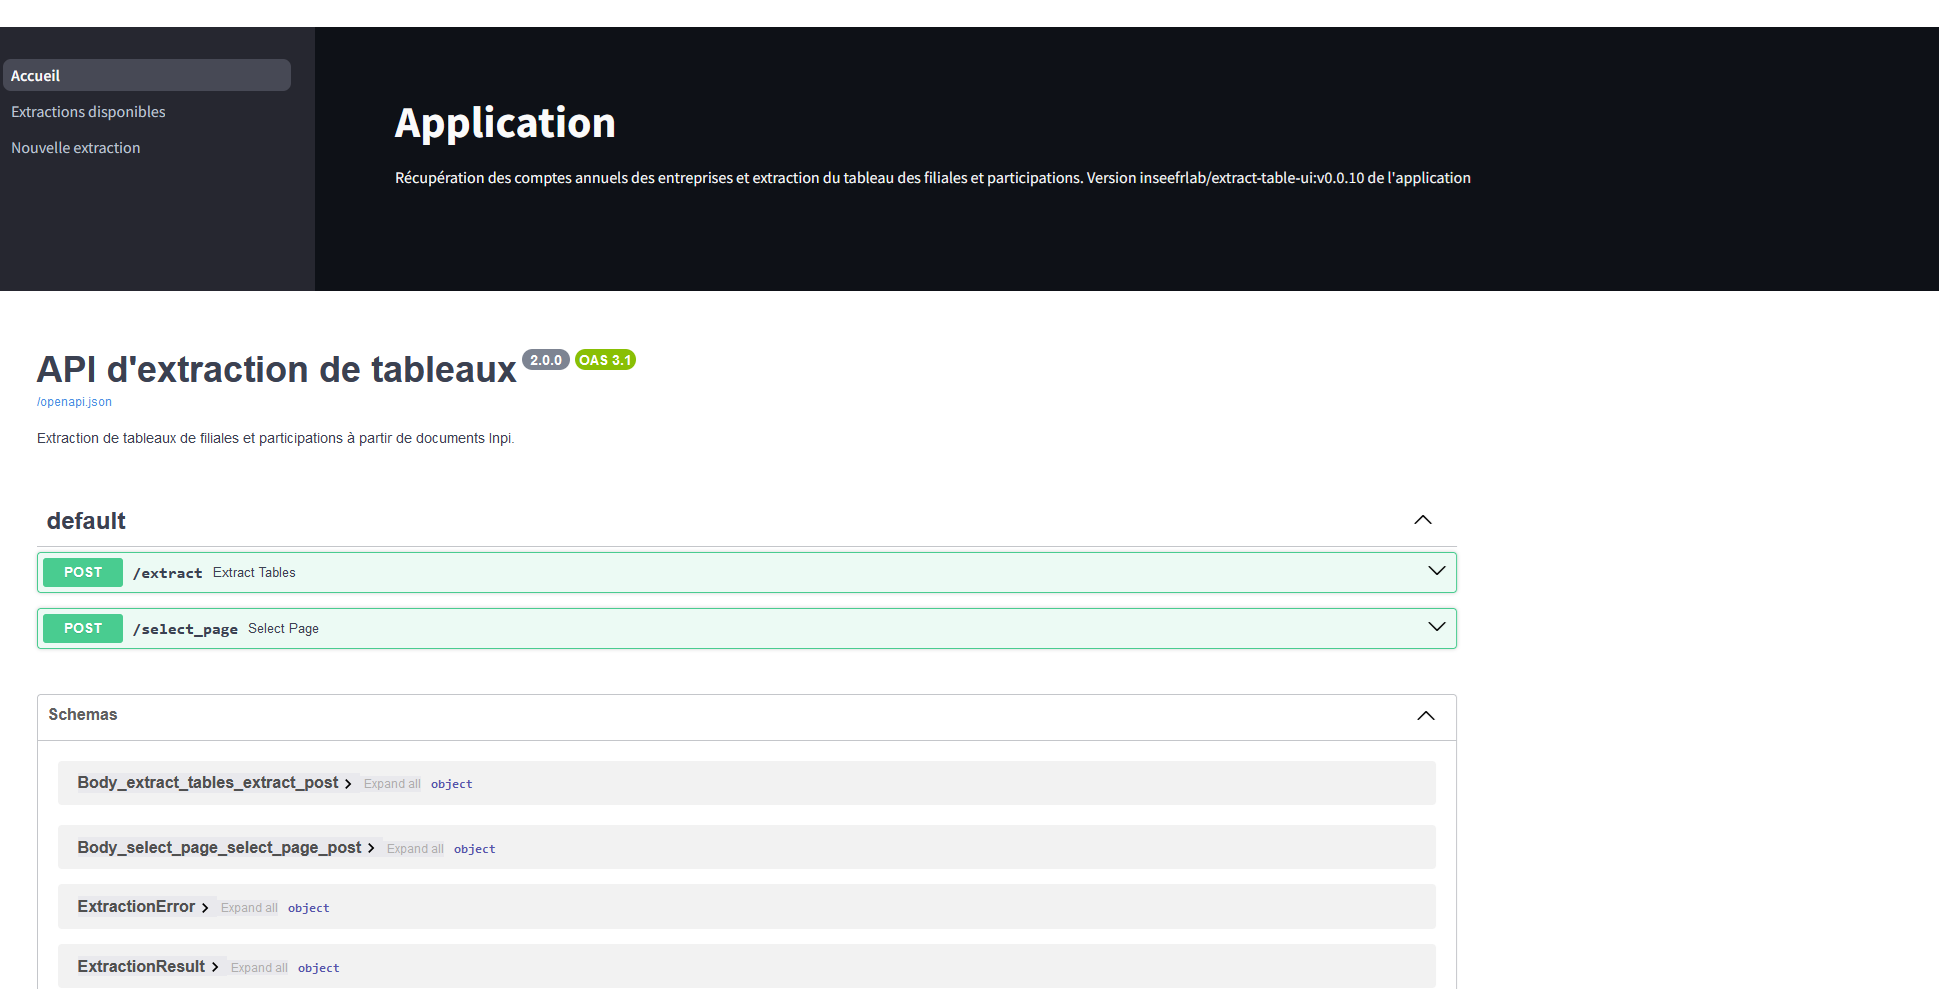 Accueil
Extractions disponibles
Nouvelle extraction
Application
Récupération des comptes annuels des entreprises et extraction du tableau des filiales et participations. Version inseefrlab/extract-table-ui:v0.0.10 de l'application
API d'extraction de tableaux 2.0.0 OAS 3.1
/openapi.json
Extraction de tableaux de filiales et participations à partir de documents Inpi.
default
POST /extract Extract Tables
POST /select_page Select Page
Schemas
Body_extract_tables_extract_post Expand all object
Body_select_page_select_page_post Expand all object
ExtractionError Expand all object
ExtractionResult Expand all object